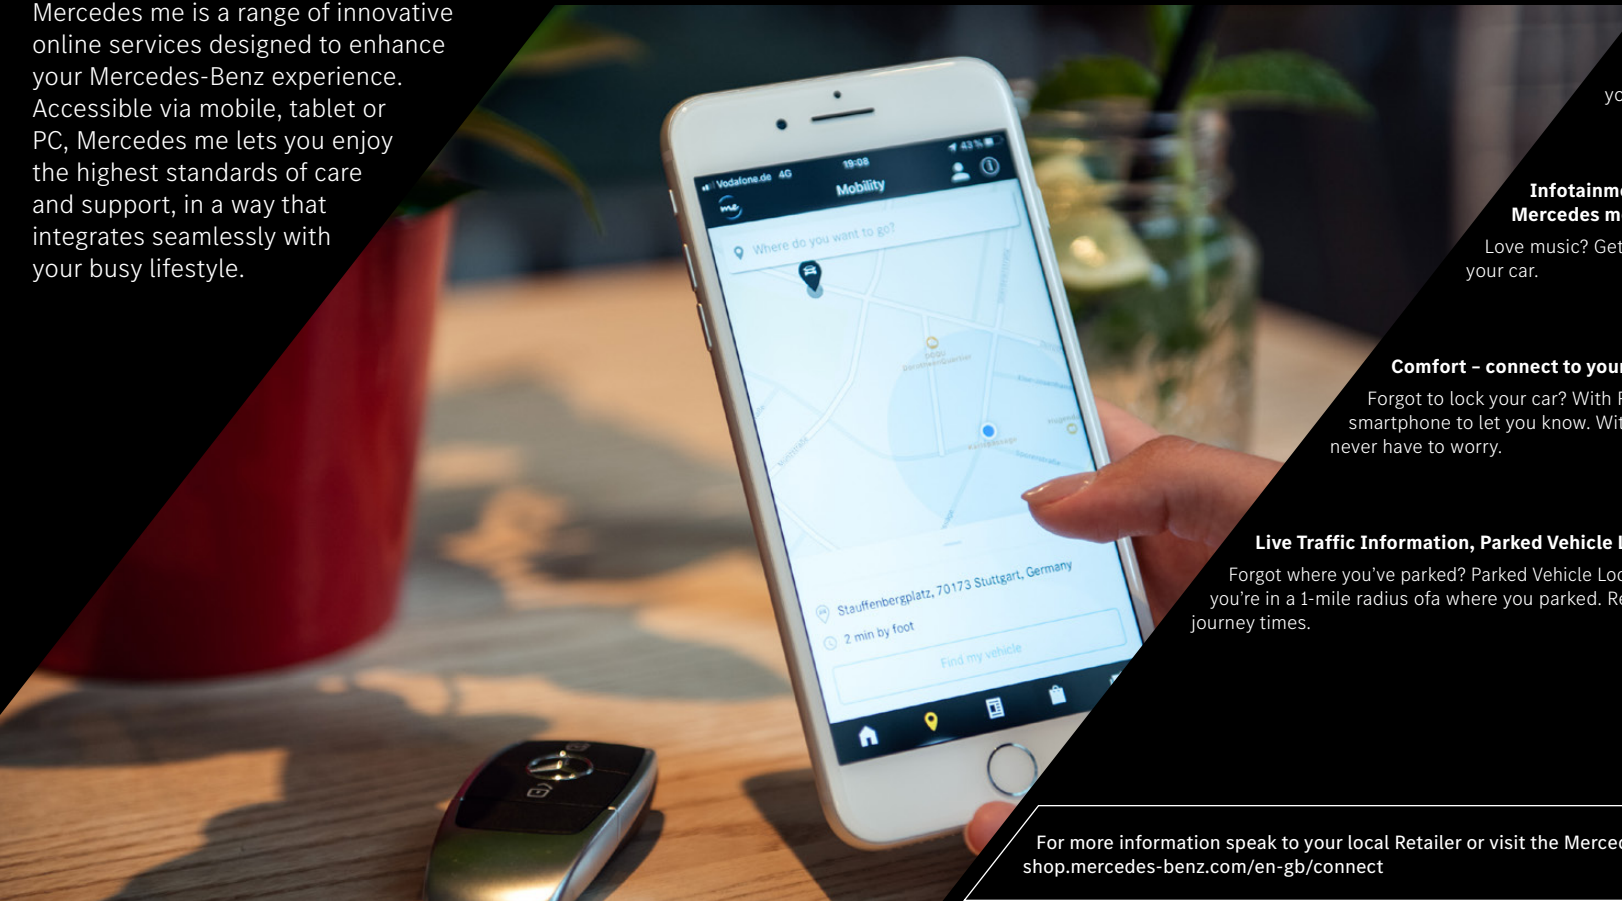 Mercedes me is a range of innovative
online services designed to enhance
your Mercedes-Benz experience.
Accessible via mobile, tablet or
PC, Mercedes me lets you enjoy
the highest standards of care
and support, in a way that
integrates seamlessly with
your busy lifestyle.
Vodafone.de 4G 19:08 43%
me Mobility
Where do you want to go?
Stauffenbergplatz, 70173 Stuttgart, Germany
2 min by foot
Find my vehicle
Mercedes
Love music? Get
your car.
Comfort – connect to your
Forgot to lock your car? With
smartphone to let you know.
never have to worry.
Live Traffic Information, Parked Vehicle
Forgot where you’ve parked? Parked Vehicle
you’re in a 1-mile radius ofa where you parked.
journey times.
For more information speak to your local Retailer or visit the
shop.mercedes-benz.com/en-gb/connect